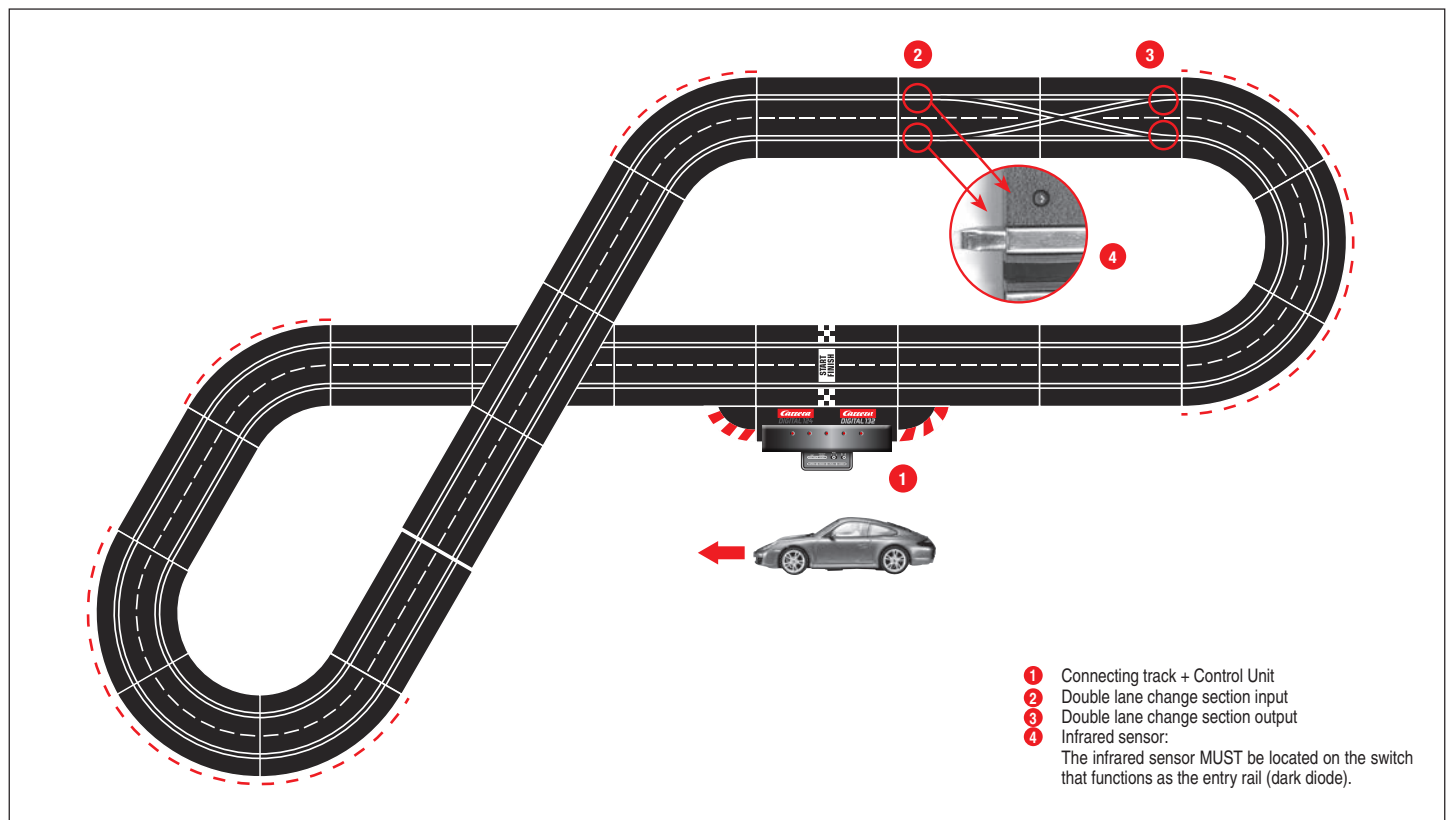 2
3
4
START
FINISH
Carrera
DIGITAL 124
Carrera
DIGITAL 132
1
1 Connecting track + Control Unit
2 Double lane change section input
3 Double lane change section output
4 Infrared sensor:
The infrared sensor MUST be located on the switch
that functions as the entry rail (dark diode).